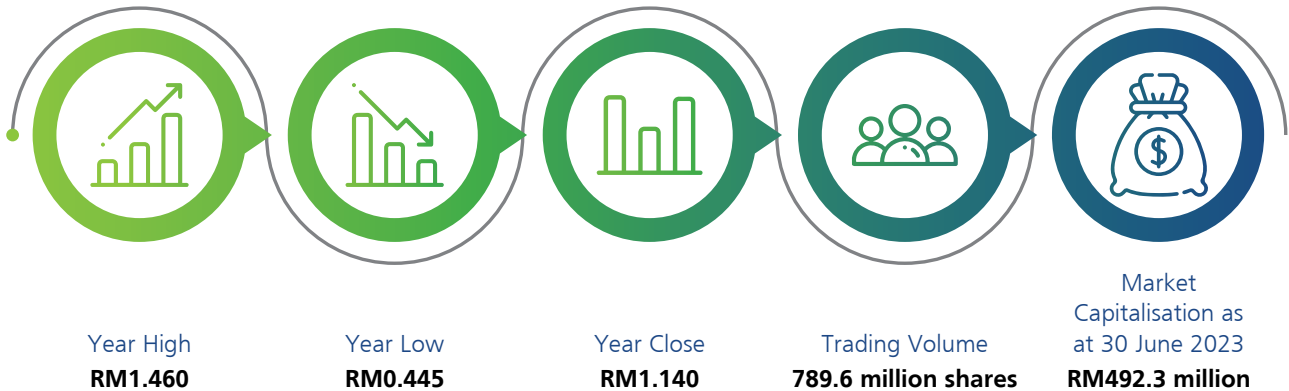 Year High
RM1.460
Year Low
RM0.445
Year Close
RM1.140
Trading Volume
789.6 million shares
Market
Capitalisation as
at 30 June 2023
RM492.3 million